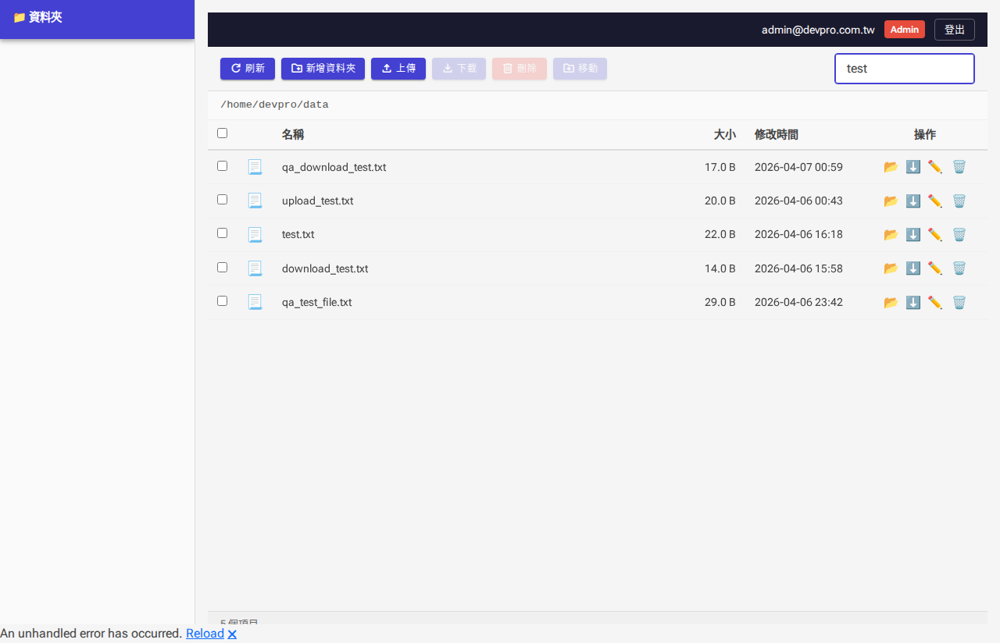 資料夾
admin@devpro.com.tw Admin 登出
刷新 新增資料夾 上傳 下載 刪除 移動 test
/home/devpro/data
名稱 大小 修改時間 操作
qa_download_test.txt 17.0 B 2026-04-07 00:59
upload_test.txt 20.0 B 2026-04-06 00:43
test.txt 22.0 B 2026-04-06 16:18
download_test.txt 14.0 B 2026-04-06 15:58
qa_test_file.txt 29.0 B 2026-04-06 23:42
5 個項目
An unhandled error has occurred. Reload